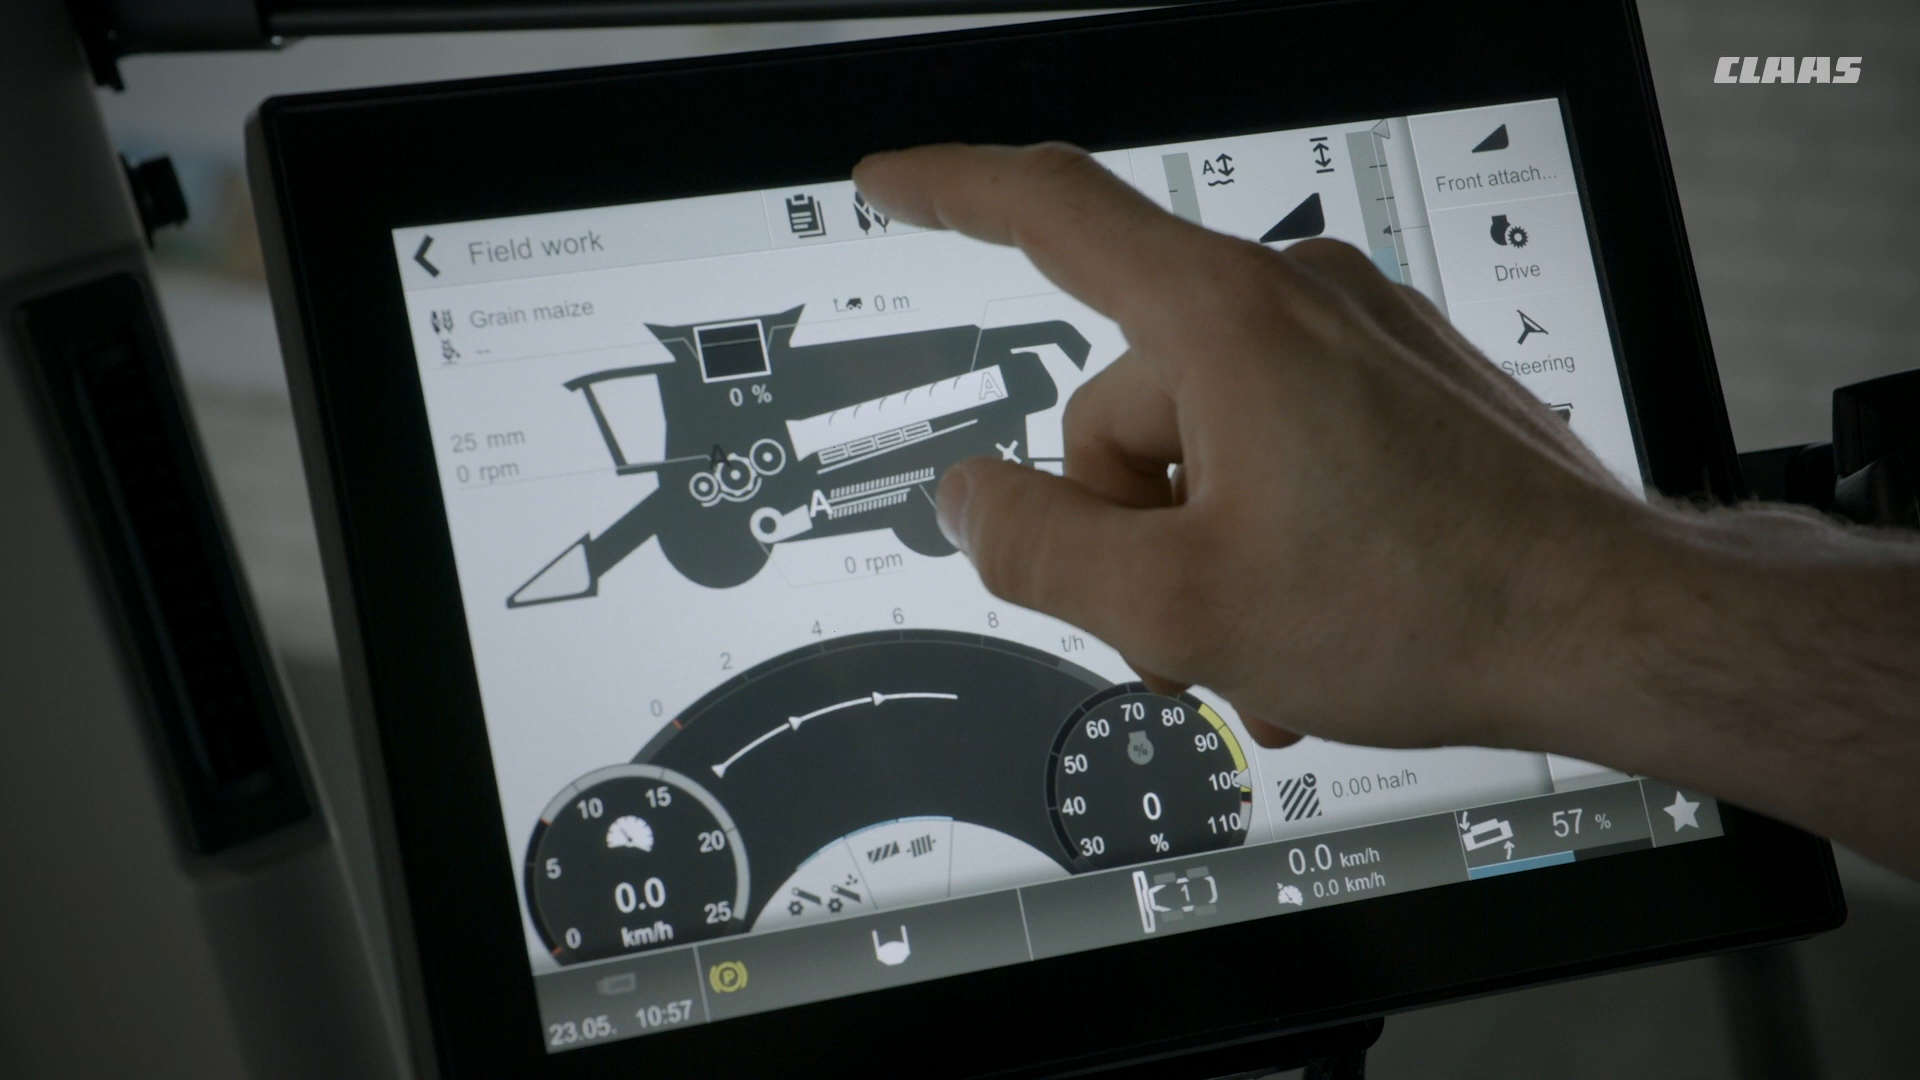 CLAAS
Field work
A
Front attach...
Grain maize
--
0 m
Drive
0 %
A
25 mm
0 rpm
A
A
Steering
0 rpm
0 2 4 6 8 t/h
0 5 10 15 20 25
0.0
km/h
30 40 50 60 70 80 90 100 110
%
0
%
0.00 ha/h
1
0.0 km/h
0.0 km/h
57 %
P
23.05. 10:57